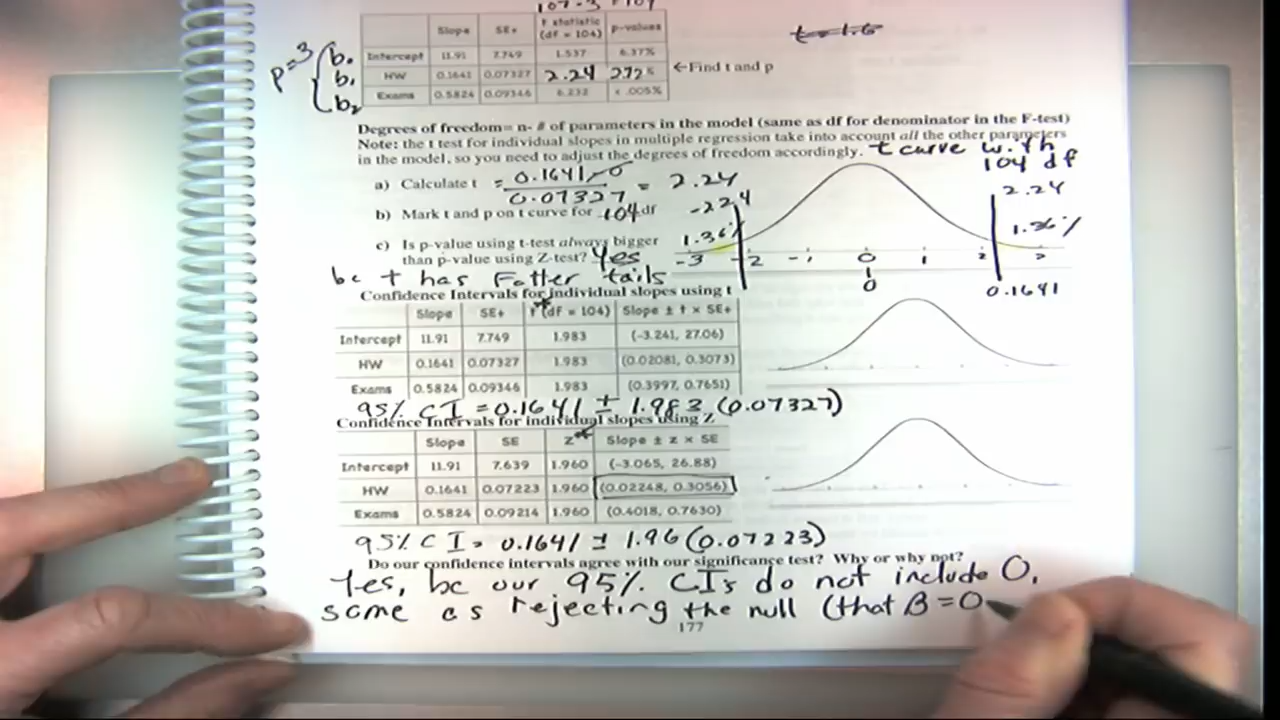 107-3 =104
Slope SE+ t statistic (df = 104) p-values
Intercept 11.91 7.749 1.537 6.37%
HW 0.1641 0.07327 2.24 2.72%
Exams 0.5824 0.09346 6.232 < .005%
p=3
b₁
b₂
←Find t and p
Degrees of freedom= n- # of parameters in the model (same as df for denominator in the F-test)
Note: the t test for individual slopes in multiple regression take into account all the other parameters
in the model, so you need to adjust the degrees of freedom accordingly.
t curve with
104 df
a) Calculate t = 0.1641-0 / 0.07327 = 2.24
b) Mark t and p on t curve for 104 df
c) Is p-value using t-test always bigger
than p-value using Z-test? Yes
bc t has Fatter tails
-2.24
2.24
1.36%
1.36%
-3 -2 -1 0 1 2
0
0.1641
Confidence Intervals for individual slopes using t
Slope SE+ t* (df = 104) Slope ± t × SE+
Intercept 11.91 7.749 1.983 (-3.241, 27.06)
HW 0.1641 0.07327 1.983 (0.02081, 0.3073)
Exams 0.5824 0.09346 1.983 (0.3997, 0.7651)
95% CI = 0.1641 ± 1.983 (0.07327)
Confidence Intervals for individual slopes using Z
Slope SE Z* Slope ± z × SE
Intercept 11.91 7.639 1.960 (-3.065, 26.88)
HW 0.1641 0.07223 1.960 (0.02248, 0.3056)
Exams 0.5824 0.09214 1.960 (0.4018, 0.7630)
95% CI = 0.1641 ± 1.96 (0.07223)
Do our confidence intervals agree with our significance test? Why or why not?
Yes, bc our 95% CI's do not include 0,
same as rejecting the null (that β=0
177